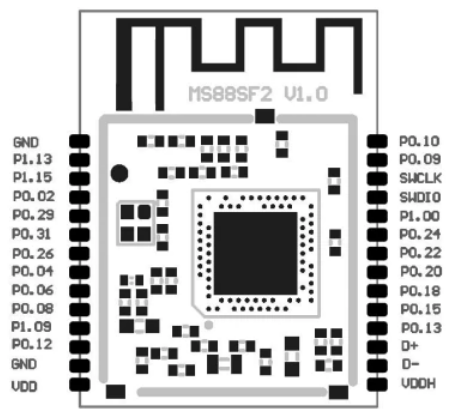 MS88SF2 V1.0
GND
P1.13
P1.15
P0.02
P0.29
P0.31
P0.26
P0.04
P0.06
P0.08
P1.09
P0.12
GND
VDD
P0.10
P0.09
SWCLK
SWDIO
P1.00
P0.24
P0.22
P0.20
P0.18
P0.15
P0.13
D+
D-
VDDH